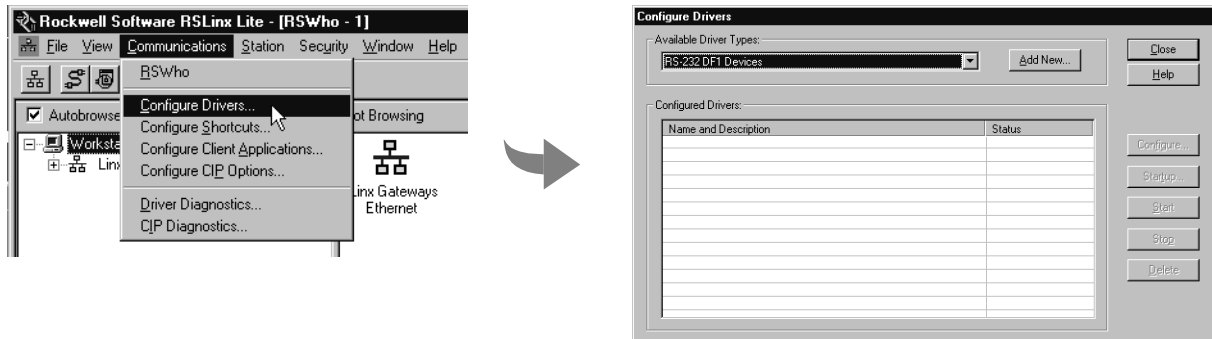 Rockwell Software RSLinx Lite - [RSWho - 1]
File View Communications Station Security Window Help
RSWho
Configure Drivers...
Configure Shortcuts...
Configure Client Applications...
Configure CIP Options...
Driver Diagnostics...
CIP Diagnostics...
Autobrowse
ot Browsing
Worksta
Linx
Linx Gateways
Ethernet
Configure Drivers
Available Driver Types:
RS-232 DF1 Devices
Add New...
Close
Help
Configured Drivers:
Name and Description Status
Configure...
Startup...
Start
Stop
Delete